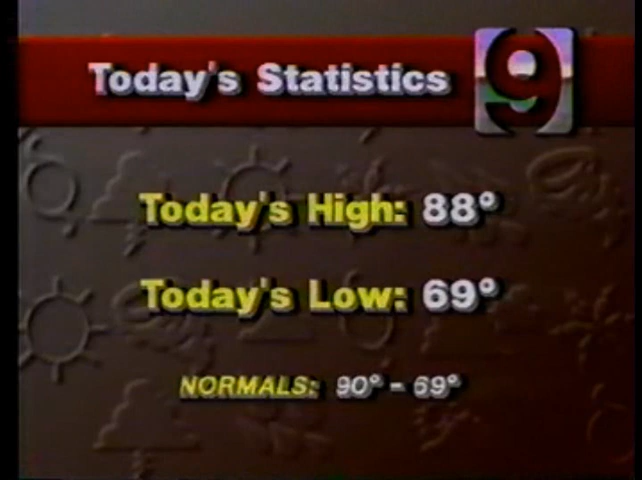 Today's Statistics 9
Today's High: 88°
Today's Low: 69°
NORMALS: 90° - 69°